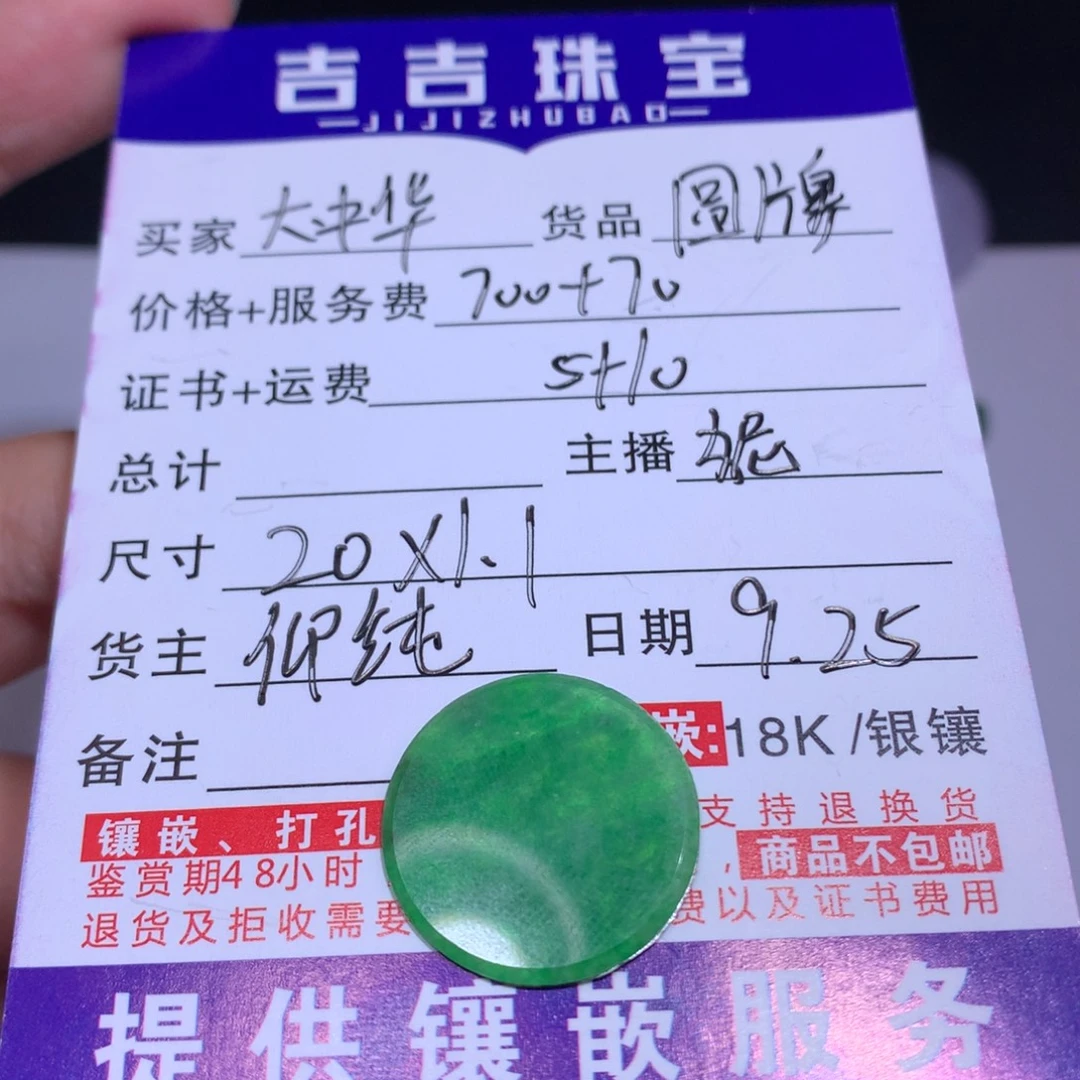 吉吉珠宝
JIJIZHUBAO
买家 大中华 货品 圆牌
价格+服务费 700+70
证书+运费 5+10
总计 主播
尺寸 20X1.1
货主 仰纯 日期 9.25
备注 嵌:18K /银镶
镶嵌、打孔 支持退换货
鉴赏期48小时 ，商品不包邮
退货及拒收需要 费以及证书费用
提供镶嵌服务